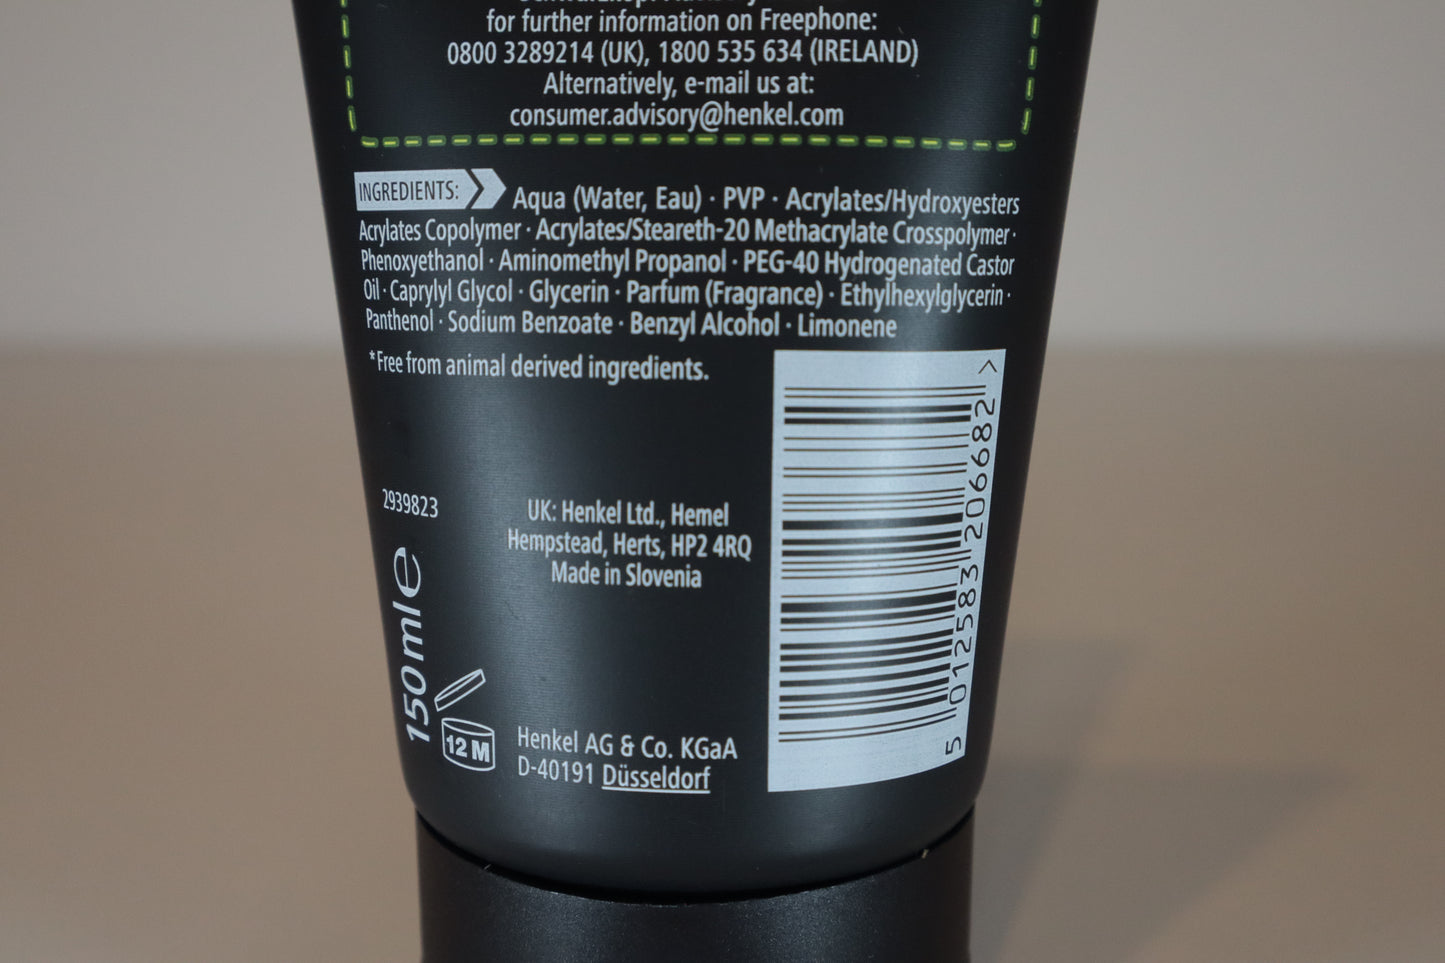 for further information on Freephone:
0800 3289214 (UK), 1800 535 634 (IRELAND)
Alternatively, e-mail us at:
consumer.advisory@henkel.com
INGREDIENTS: Aqua (Water, Eau) · PVP · Acrylates/Hydroxyesters
Acrylates Copolymer · Acrylates/Steareth-20 Methacrylate Crosspolymer ·
Phenoxyethanol · Aminomethyl Propanol · PEG-40 Hydrogenated Castor
Oil · Caprylyl Glycol · Glycerin · Parfum (Fragrance) · Ethylhexylglycerin ·
Panthenol · Sodium Benzoate · Benzyl Alcohol · Limonene
*Free from animal derived ingredients.
2939823
UK: Henkel Ltd., Hemel
Hempstead, Herts, HP2 4RQ
Made in Slovenia
150 ml e
12 M
Henkel AG & Co. KGaA
D-40191 Düsseldorf
5 012583 206682 >